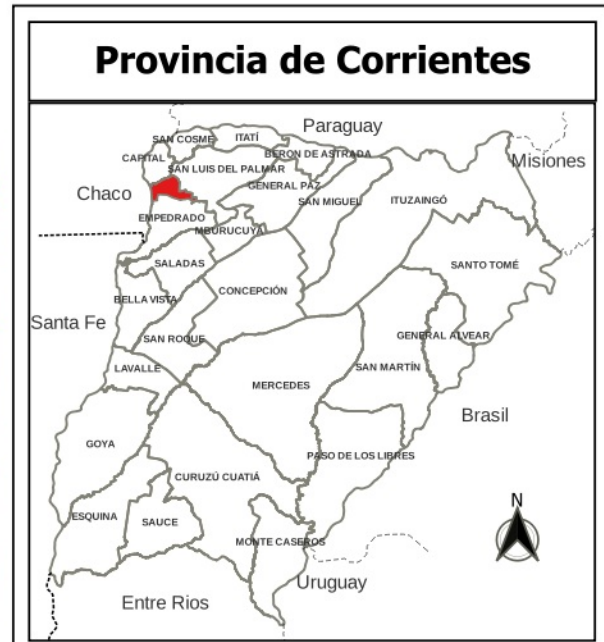 Provincia de Corrientes
Paraguay
SAN COSME
ITATÍ
BERON DE ASTRADA
CAPITAL
SAN LUIS DEL PALMAR
Misiones
GENERAL PAZ
Chaco
SAN MIGUEL
ITUZAINGÓ
EMPEDRADO
MBURUCUYA
SALADAS
SANTO TOMÉ
CONCEPCIÓN
BELLA VISTA
Santa Fe
SAN ROQUE
GENERAL ALVEAR
LAVALLE
SAN MARTÍN
MERCEDES
Brasil
GOYA
PASO DE LOS LIBRES
CURUZÚ CUATIÁ
N
ESQUINA
SAUCE
MONTE CASEROS
Uruguay
Entre Rios